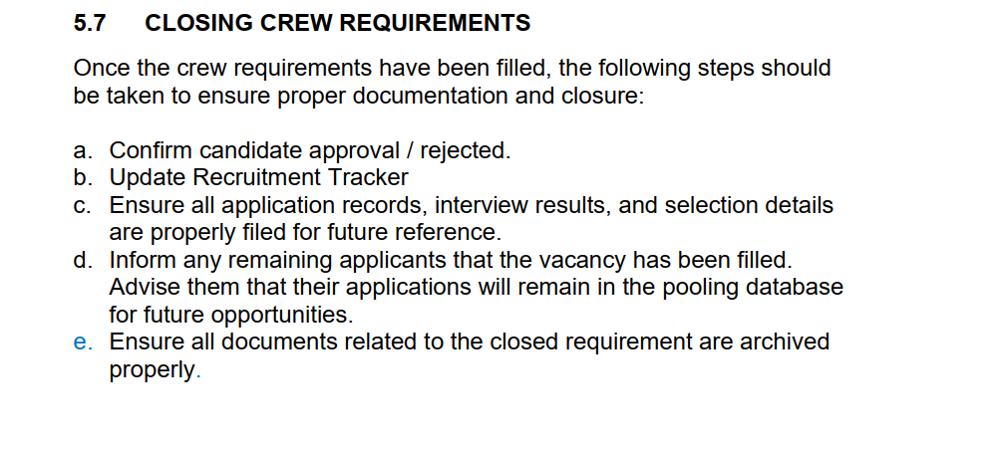 5.7 CLOSING CREW REQUIREMENTS
Once the crew requirements have been filled, the following steps should
be taken to ensure proper documentation and closure:
a. Confirm candidate approval / rejected.
b. Update Recruitment Tracker
c. Ensure all application records, interview results, and selection details
are properly filed for future reference.
d. Inform any remaining applicants that the vacancy has been filled.
Advise them that their applications will remain in the pooling database
for future opportunities.
e. Ensure all documents related to the closed requirement are archived
properly.